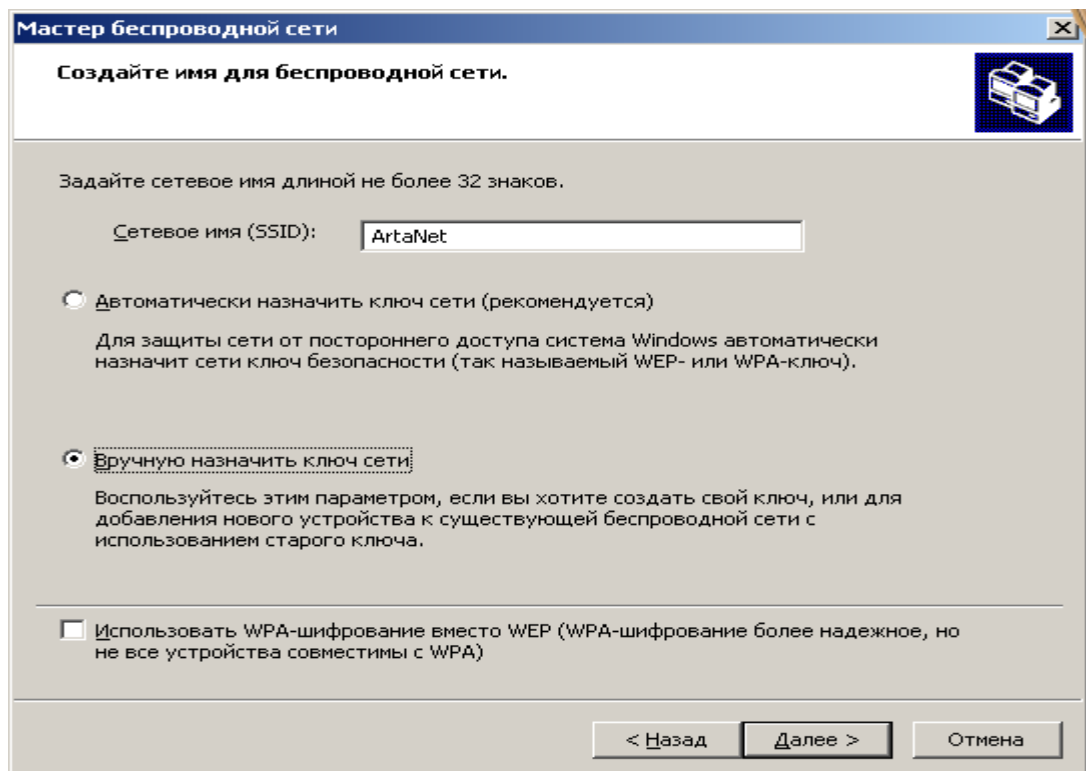 Мастер беспроводной сети
Создайте имя для беспроводной сети.
Задайте сетевое имя длиной не более 32 знаков.
Сетевое имя (SSID): ArtaNet
Автоматически назначить ключ сети (рекомендуется)
Для защиты сети от постороннего доступа система Windows автоматически
назначит сети ключ безопасности (так называемый WEP- или WPA-ключ).
Вручную назначить ключ сети
Воспользуйтесь этим параметром, если вы хотите создать свой ключ, или для
добавления нового устройства к существующей беспроводной сети с
использованием старого ключа.
Использовать WPA-шифрование вместо WEP (WPA-шифрование более надежное, но
не все устройства совместимы с WPA)
< Назад Далее > Отмена